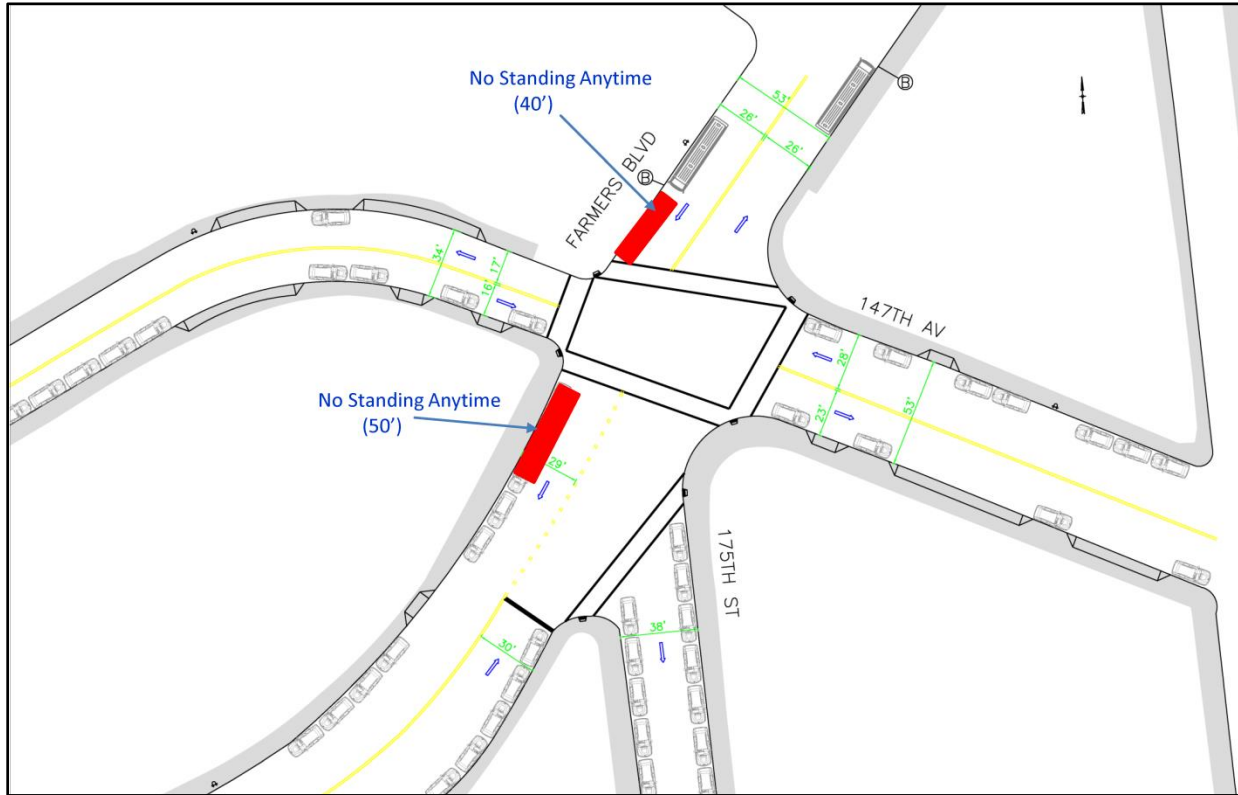 No Standing Anytime
(40')
B
53'
26'
26'
FARMERS BLVD
B
34'
17'
16'
147TH AV
28'
23'
53'
No Standing Anytime
(50')
29'
175TH ST
38'
30'